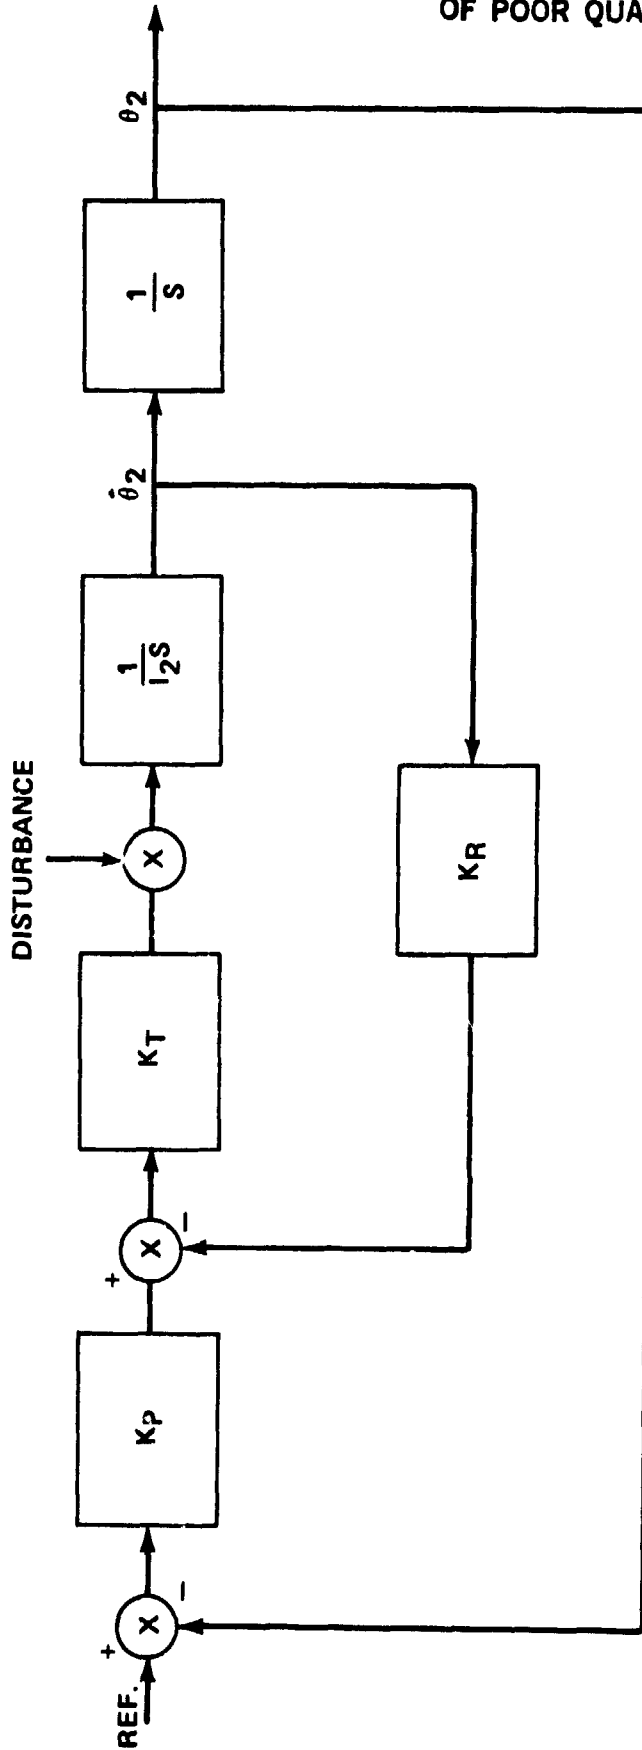 OF POOR QUA
REF.
+
X
−
KP
+
X
−
KT
DISTURBANCE
X
1
I2S
θ̇2
1
S
θ2
KR